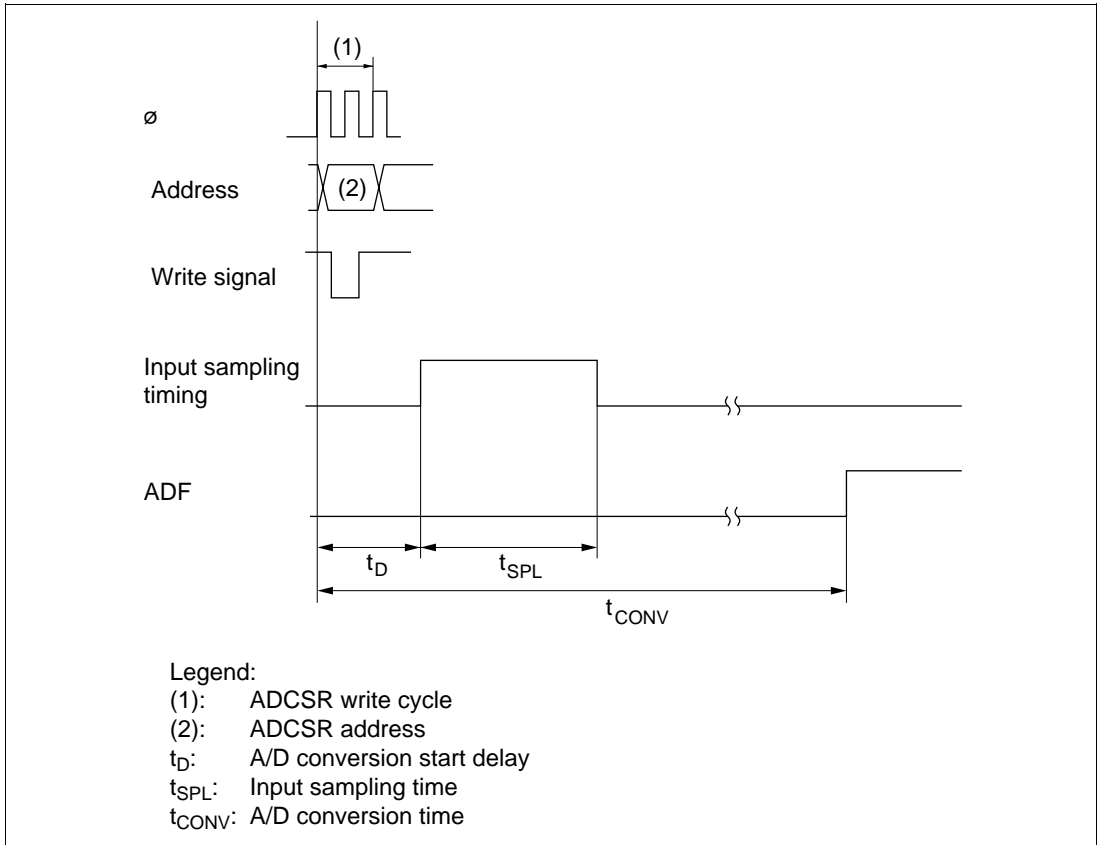 (1)
ø
Address
(2)
Write signal
Input sampling
timing
ADF
tD
tSPL
tCONV
Legend:
(1): ADCSR write cycle
(2): ADCSR address
tD: A/D conversion start delay
tSPL: Input sampling time
tCONV: A/D conversion time